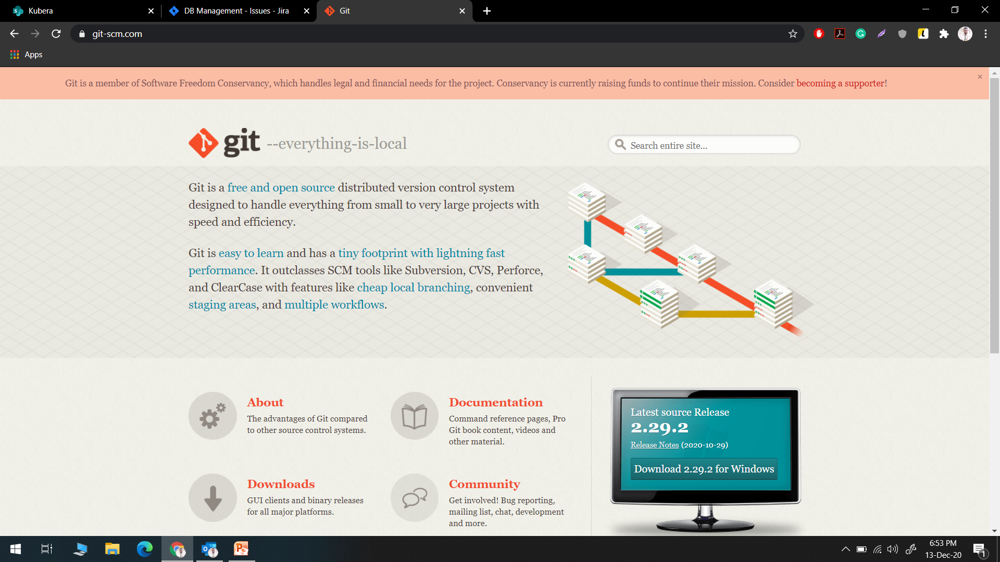 Kubera
DB Management - Issues - Jira
Git
git-scm.com
Apps
Git is a member of Software Freedom Conservancy, which handles legal and financial needs for the project. Conservancy is currently raising funds to continue their mission. Consider becoming a supporter!
git --everything-is-local
Search entire site...
Git is a free and open source distributed version control system
designed to handle everything from small to very large projects with
speed and efficiency.
Git is easy to learn and has a tiny footprint with lightning fast
performance. It outclasses SCM tools like Subversion, CVS, Perforce,
and ClearCase with features like cheap local branching, convenient
staging areas, and multiple workflows.
About
The advantages of Git compared
to other source control systems.
Documentation
Command reference pages, Pro
Git book content, videos and
other material.
Downloads
GUI clients and binary releases
for all major platforms.
Community
Get involved! Bug reporting,
mailing list, chat, development
and more.
Latest source Release
2.29.2
Release Notes (2020-10-29)
Download 2.29.2 for Windows
6:53 PM
13-Dec-20
1